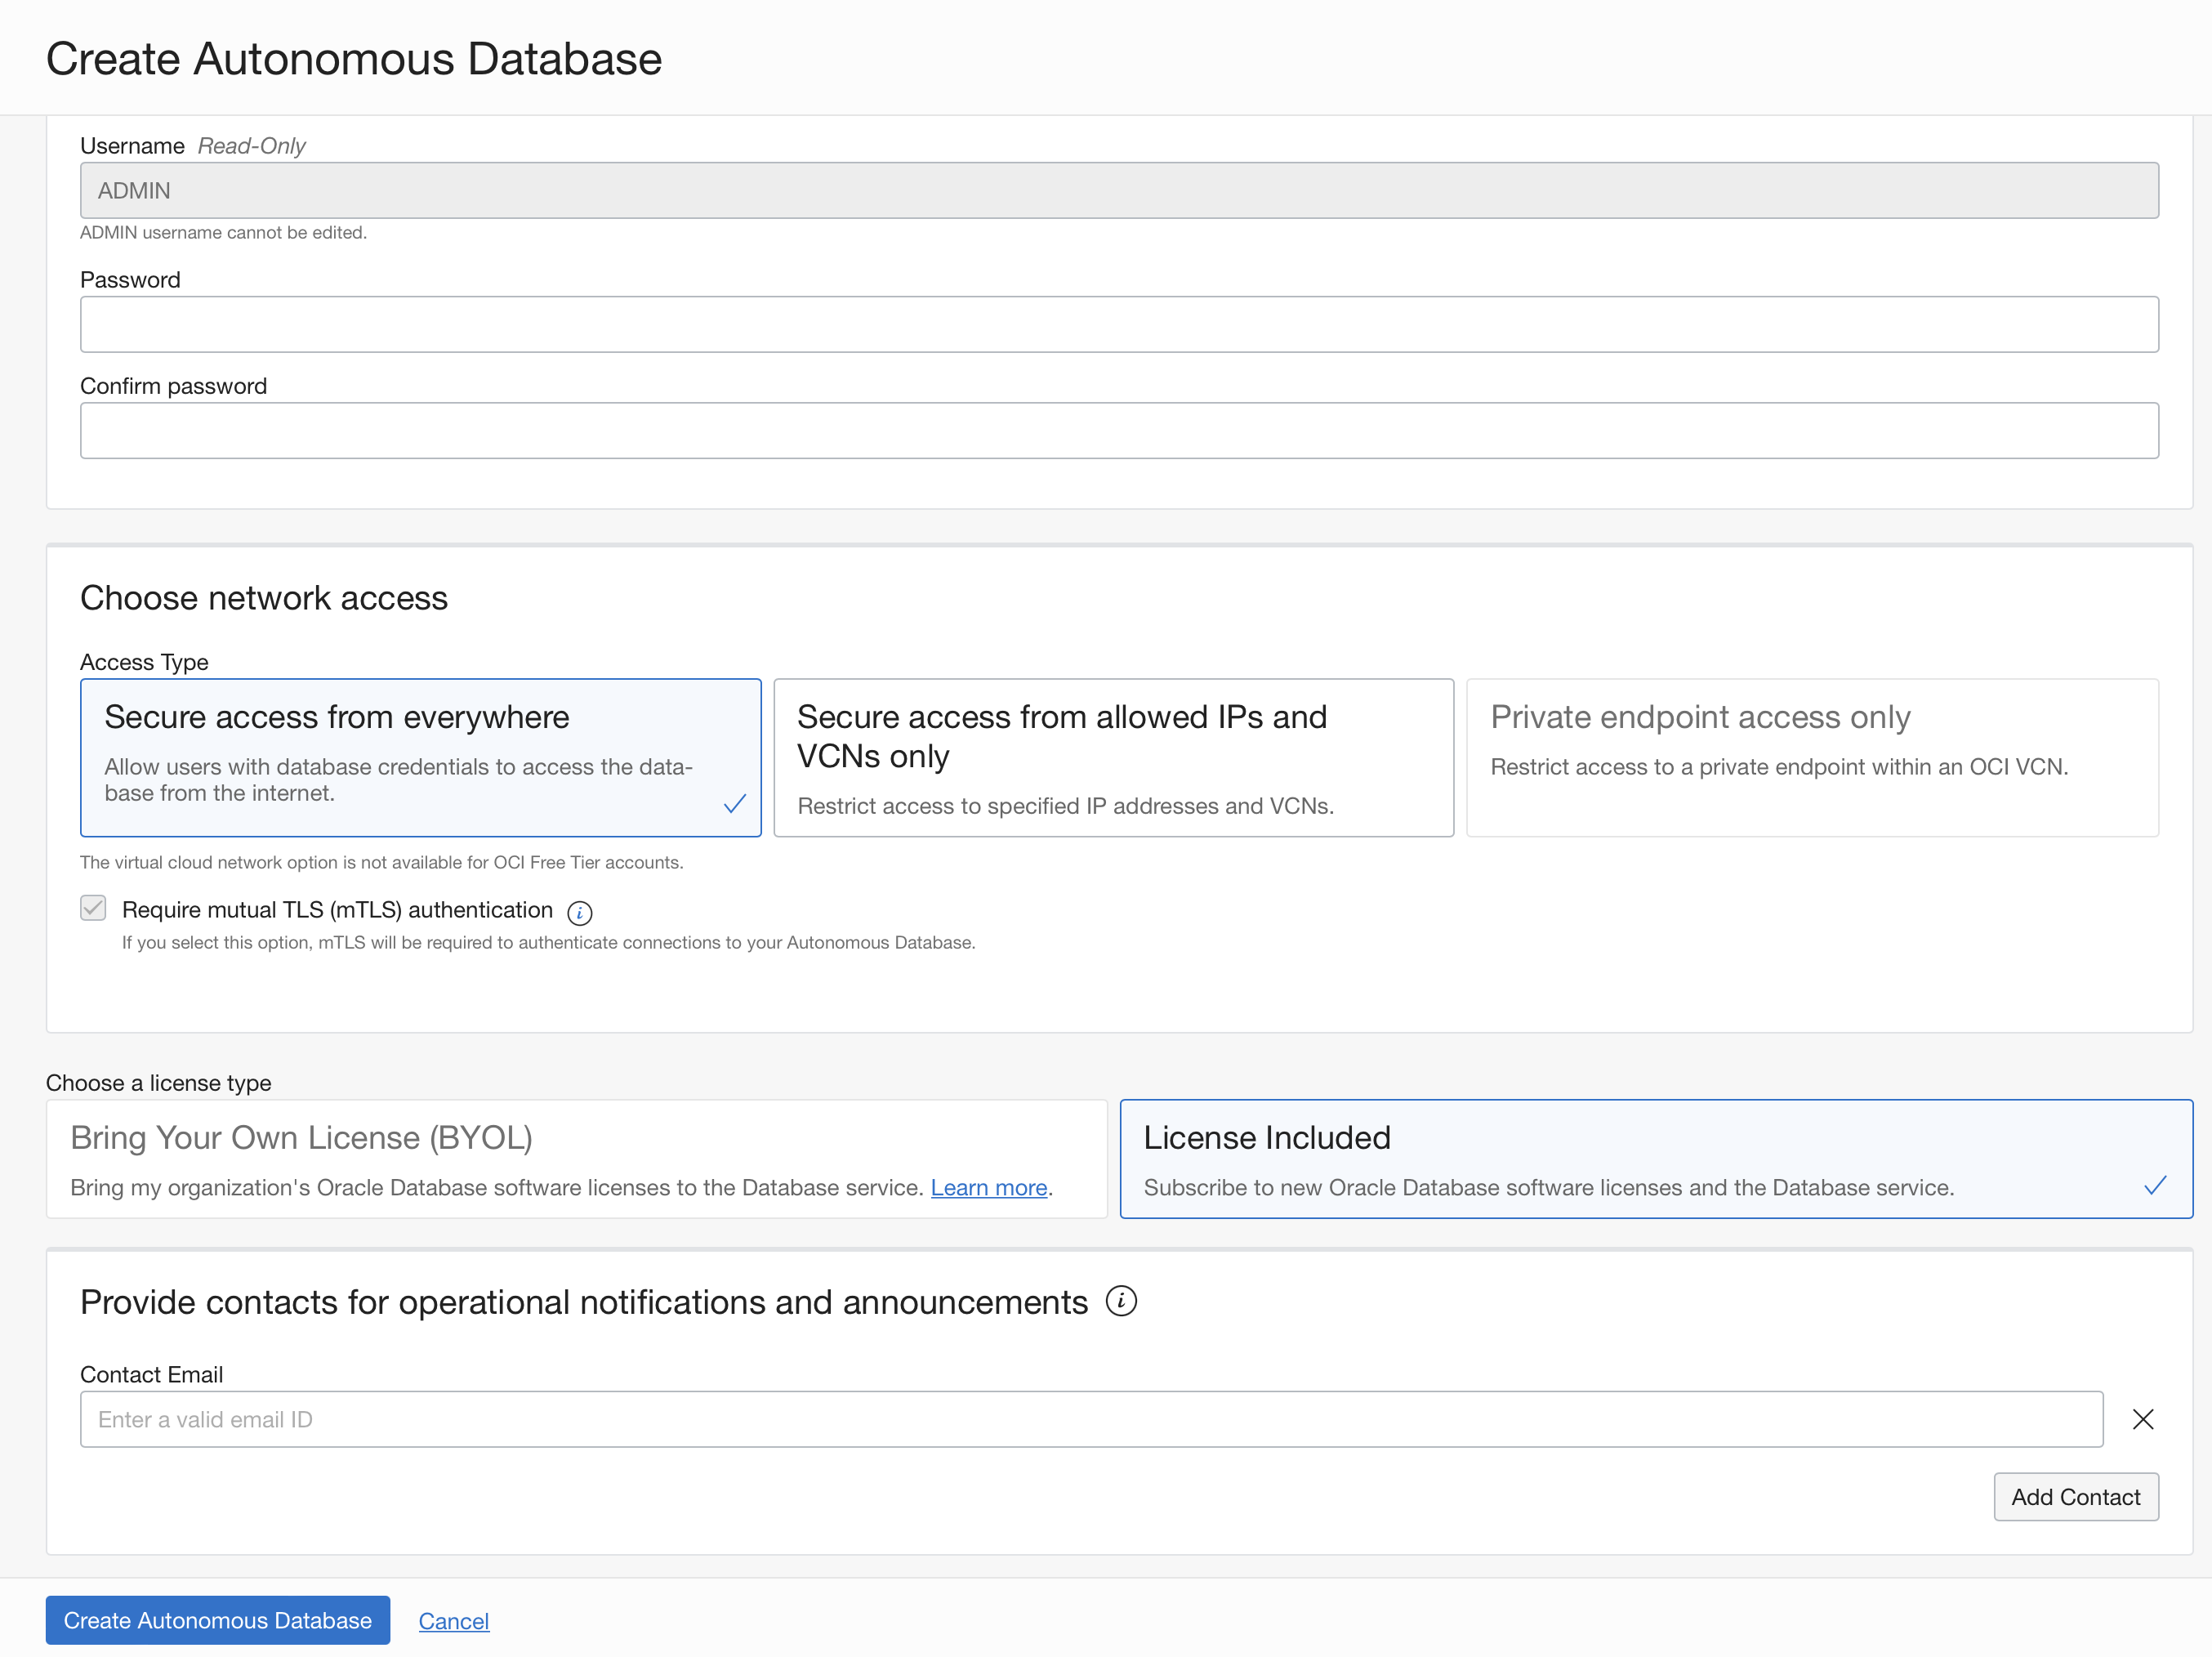 Create Autonomous Database
Username Read-Only
ADMIN
ADMIN username cannot be edited.
Password
Confirm password
Choose network access
Access Type
Secure access from everywhere
Allow users with database credentials to access the data-
base from the internet.
Secure access from allowed IPs and
VCNs only
Restrict access to specified IP addresses and VCNs.
Private endpoint access only
Restrict access to a private endpoint within an OCI VCN.
The virtual cloud network option is not available for OCI Free Tier accounts.
Require mutual TLS (mTLS) authentication
If you select this option, mTLS will be required to authenticate connections to your Autonomous Database.
Choose a license type
Bring Your Own License (BYOL)
Bring my organization's Oracle Database software licenses to the Database service. Learn more.
License Included
Subscribe to new Oracle Database software licenses and the Database service.
Provide contacts for operational notifications and announcements
Contact Email
Enter a valid email ID
Add Contact
Create Autonomous Database
Cancel